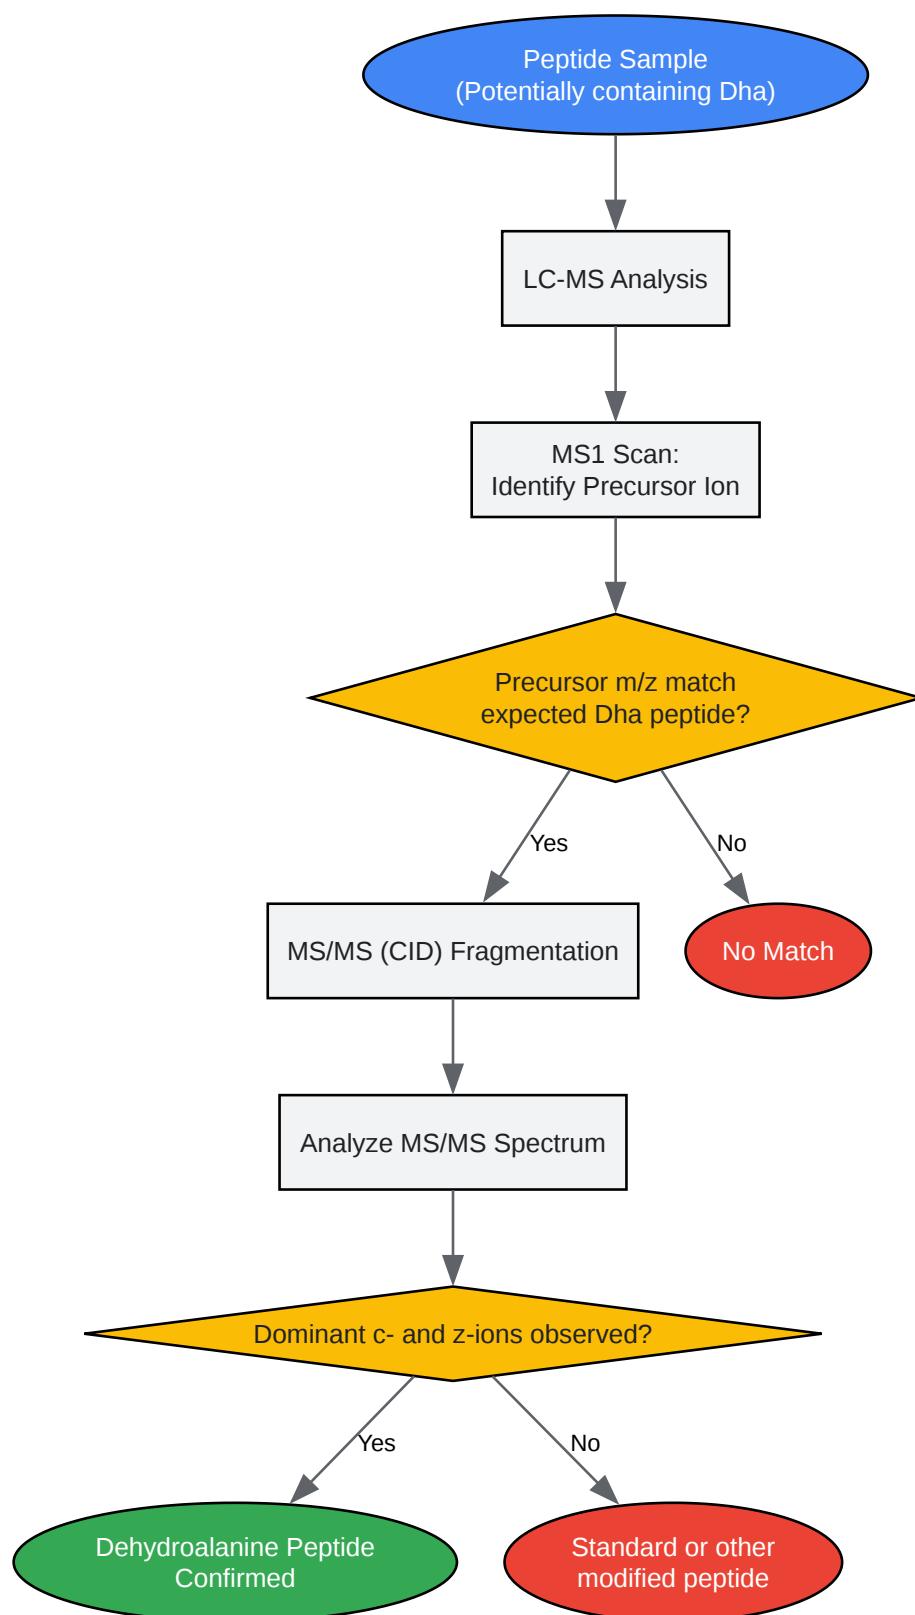 Peptide Sample
(Potentially containing Dha)
LC-MS Analysis
MS1 Scan:
Identify Precursor Ion
Precursor m/z match
expected Dha peptide?
Yes
No
MS/MS (CID) Fragmentation
No Match
Analyze MS/MS Spectrum
Dominant c- and z-ions observed?
Yes
No
Dehydroalanine Peptide
Confirmed
Standard or other
modified peptide